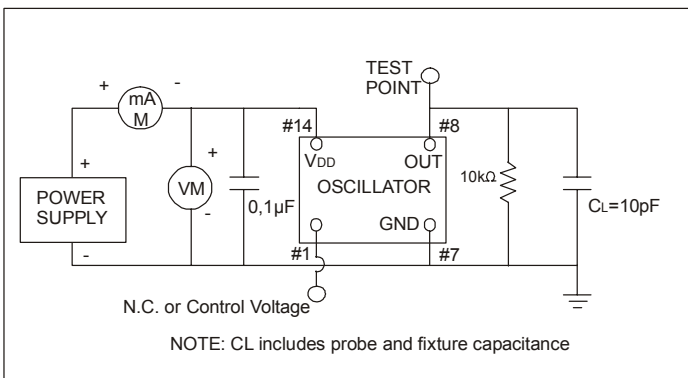 TEST
POINT
+ -
mA
M
#14 #8
VDD OUT
+ +
10kΩ
OSCILLATOR
POWER
SUPPLY
VM
0,1µF
CL=10pF
GND
- -
#1 #7
N.C. or Control Voltage
NOTE: CL includes probe and fixture capacitance